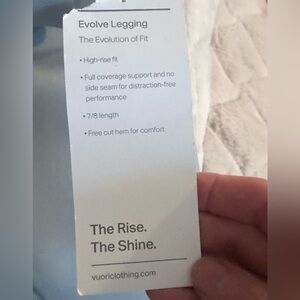 Evolve Legging
The Evolution of Fit
• High-rise fit
• Full coverage support and no
side seam for distraction-free
performance
• 7/8 length
• Free cut hem for comfort
The Rise.
The Shine.
vuoriclothing.com